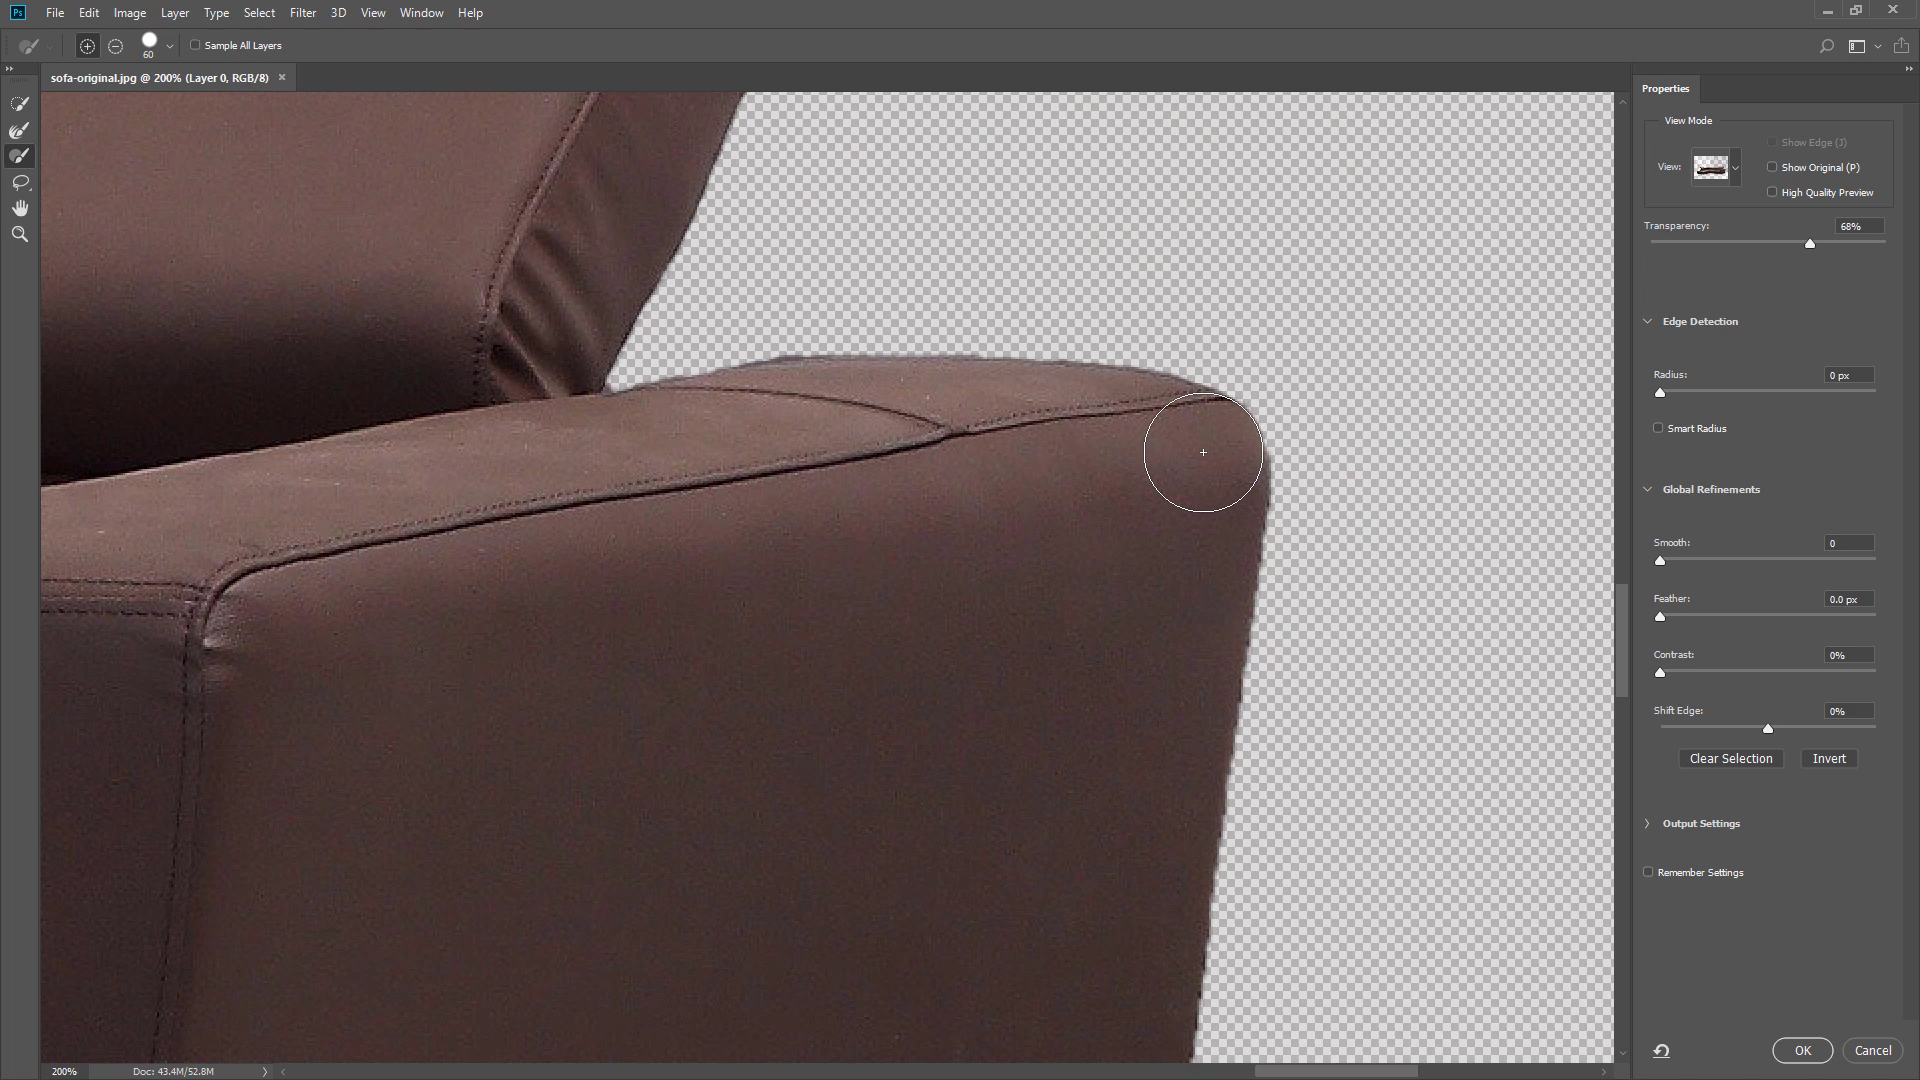 Ps File Edit Image Layer Type Select Filter 3D View Window Help
60 Sample All Layers
sofa-original.jpg @ 200% (Layer 0, RGB/8) ×
Properties
View Mode
Show Edge (J)
View: Show Original (P)
High Quality Preview
Transparency: 68%
Edge Detection
Radius: 0 px
Smart Radius
Global Refinements
Smooth: 0
Feather: 0.0 px
Contrast: 0%
Shift Edge: 0%
Clear Selection Invert
Output Settings
Remember Settings
OK Cancel
200% Doc: 43.4M/52.8M